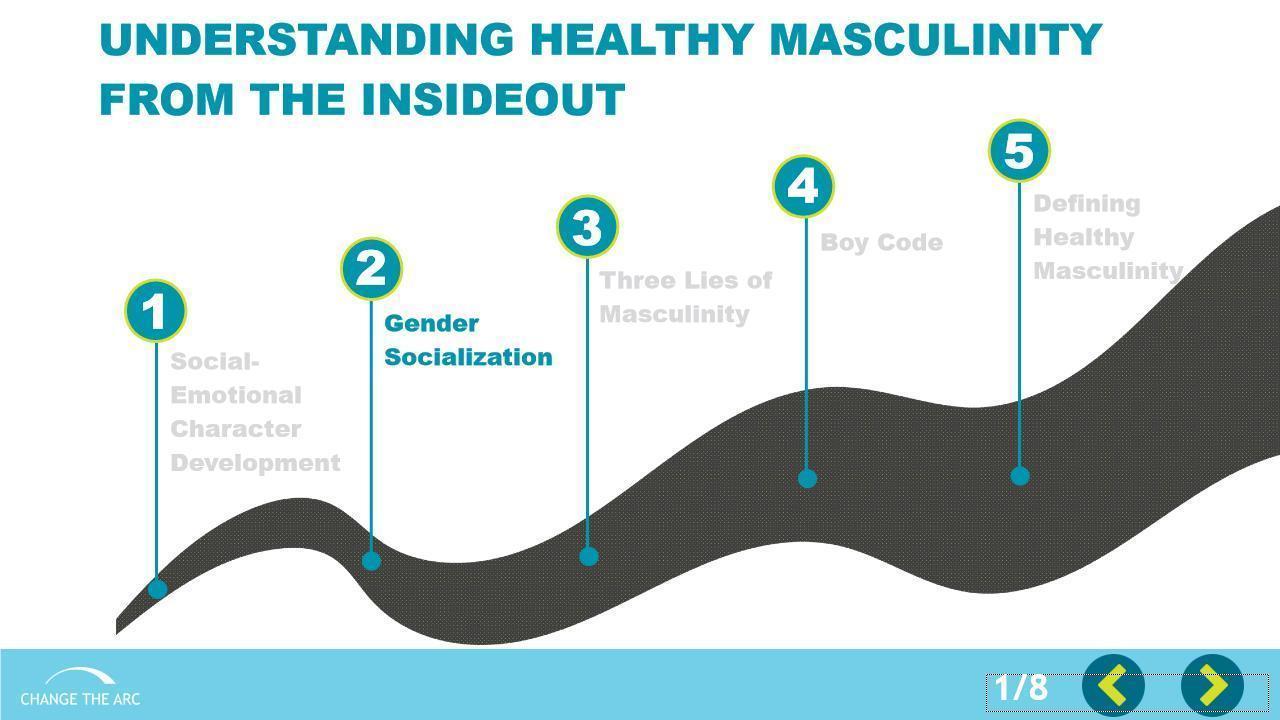 UNDERSTANDING HEALTHY MASCULINITY
FROM THE INSIDEOUT
1
Social-
Emotional
Character
Development
2
Gender
Socialization
3
Three Lies of
Masculinity
4
Boy Code
5
Defining
Healthy
Masculinity
CHANGE THE ARC
1/8